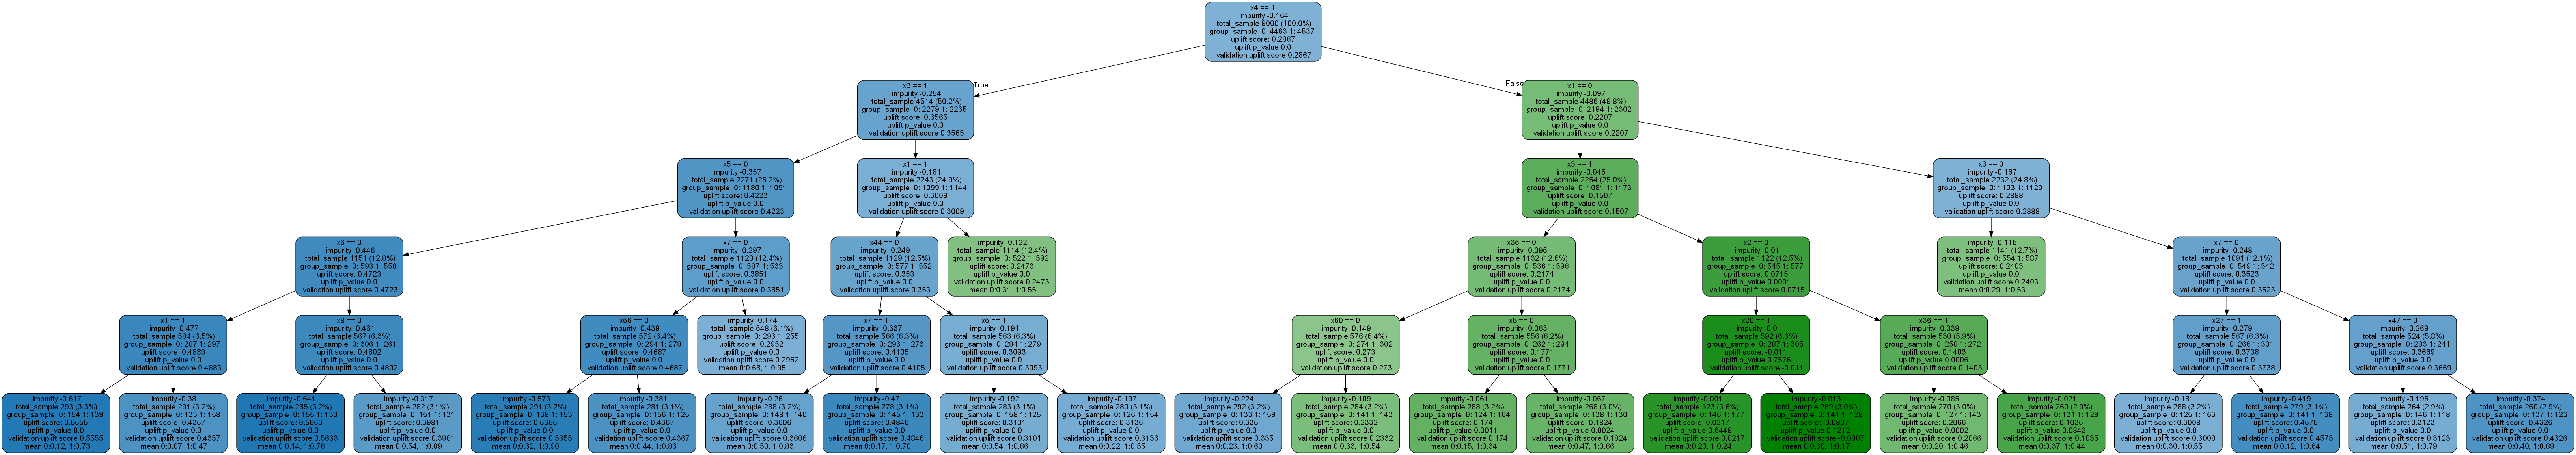 x4 == 1
impurity -0.164
total_sample 9000 (100.0%)
group_sample 0: 4463 1: 4537
uplift score: 0.2867
uplift p_value 0.0
validation uplift score 0.2867
True
False
x3 == 1
impurity -0.254
total_sample 4514 (50.2%)
group_sample 0: 2279 1: 2235
uplift score: 0.3565
uplift p_value 0.0
validation uplift score 0.3565
x1 == 0
impurity -0.097
total_sample 4486 (49.8%)
group_sample 0: 2184 1: 2302
uplift score: 0.2207
uplift p_value 0.0
validation uplift score 0.2207
x5 == 0
impurity -0.357
total_sample 2271 (25.2%)
group_sample 0: 1180 1: 1091
uplift score: 0.4223
uplift p_value 0.0
validation uplift score 0.4223
x1 == 1
impurity -0.181
total_sample 2243 (24.9%)
group_sample 0: 1099 1: 1144
uplift score: 0.3009
uplift p_value 0.0
validation uplift score 0.3009
x3 == 1
impurity -0.045
total_sample 2254 (25.0%)
group_sample 0: 1081 1: 1173
uplift score: 0.1507
uplift p_value 0.0
validation uplift score 0.1507
x3 == 0
impurity -0.167
total_sample 2232 (24.8%)
group_sample 0: 1103 1: 1129
uplift score: 0.2888
uplift p_value 0.0
validation uplift score 0.2888
x6 == 0
impurity -0.446
total_sample 1151 (12.8%)
group_sample 0: 593 1: 558
uplift score: 0.4723
uplift p_value 0.0
validation uplift score 0.4723
x7 == 0
impurity -0.297
total_sample 1120 (12.4%)
group_sample 0: 587 1: 533
uplift score: 0.3851
uplift p_value 0.0
validation uplift score 0.3851
x44 == 0
impurity -0.249
total_sample 1129 (12.5%)
group_sample 0: 577 1: 552
uplift score: 0.353
uplift p_value 0.0
validation uplift score 0.353
impurity -0.122
total_sample 1114 (12.4%)
group_sample 0: 522 1: 592
uplift score: 0.2473
uplift p_value 0.0
validation uplift score 0.2473
mean 0:0.31, 1:0.55
x35 == 0
impurity -0.095
total_sample 1132 (12.6%)
group_sample 0: 536 1: 596
uplift score: 0.2174
uplift p_value 0.0
validation uplift score 0.2174
x2 == 0
impurity -0.01
total_sample 1122 (12.5%)
group_sample 0: 545 1: 577
uplift score: 0.0715
uplift p_value 0.0091
validation uplift score 0.0715
impurity -0.115
total_sample 1141 (12.7%)
group_sample 0: 554 1: 587
uplift score: 0.2403
uplift p_value 0.0
validation uplift score 0.2403
mean 0:0.29, 1:0.53
x7 == 0
impurity -0.248
total_sample 1091 (12.1%)
group_sample 0: 549 1: 542
uplift score: 0.3523
uplift p_value 0.0
validation uplift score 0.3523
x1 == 1
impurity -0.477
total_sample 584 (6.5%)
group_sample 0: 287 1: 297
uplift score: 0.4883
uplift p_value 0.0
validation uplift score 0.4883
x8 == 0
impurity -0.461
total_sample 567 (6.3%)
group_sample 0: 306 1: 261
uplift score: 0.4802
uplift p_value 0.0
validation uplift score 0.4802
x56 == 0
impurity -0.439
total_sample 572 (6.4%)
group_sample 0: 294 1: 278
uplift score: 0.4687
uplift p_value 0.0
validation uplift score 0.4687
impurity -0.174
total_sample 548 (6.1%)
group_sample 0: 293 1: 255
uplift score: 0.2952
uplift p_value 0.0
validation uplift score 0.2952
mean 0:0.68, 1:0.95
x7 == 1
impurity -0.337
total_sample 566 (6.3%)
group_sample 0: 293 1: 273
uplift score: 0.4105
uplift p_value 0.0
validation uplift score 0.4105
x5 == 1
impurity -0.191
total_sample 563 (6.3%)
group_sample 0: 284 1: 279
uplift score: 0.3093
uplift p_value 0.0
validation uplift score 0.3093
x60 == 0
impurity -0.149
total_sample 576 (6.4%)
group_sample 0: 274 1: 302
uplift score: 0.273
uplift p_value 0.0
validation uplift score 0.273
x5 == 0
impurity -0.063
total_sample 556 (6.2%)
group_sample 0: 262 1: 294
uplift score: 0.1771
uplift p_value 0.0
validation uplift score 0.1771
x20 == 1
impurity -0.0
total_sample 592 (6.6%)
group_sample 0: 287 1: 305
uplift score: -0.011
uplift p_value 0.7576
validation uplift score -0.011
x36 == 1
impurity -0.039
total_sample 530 (5.9%)
group_sample 0: 258 1: 272
uplift score: 0.1403
uplift p_value 0.0006
validation uplift score 0.1403
x27 == 1
impurity -0.279
total_sample 567 (6.3%)
group_sample 0: 266 1: 301
uplift score: 0.3738
uplift p_value 0.0
validation uplift score 0.3738
x47 == 0
impurity -0.269
total_sample 524 (5.8%)
group_sample 0: 283 1: 241
uplift score: 0.3669
uplift p_value 0.0
validation uplift score 0.3669
impurity -0.617
total_sample 293 (3.3%)
group_sample 0: 154 1: 139
uplift score: 0.5555
uplift p_value 0.0
validation uplift score 0.5555
mean 0:0.12, 1:0.73
impurity -0.38
total_sample 291 (3.2%)
group_sample 0: 133 1: 158
uplift score: 0.4357
uplift p_value 0.0
validation uplift score 0.4357
mean 0:0.07, 1:0.47
impurity -0.641
total_sample 285 (3.2%)
group_sample 0: 155 1: 130
uplift score: 0.5663
uplift p_value 0.0
validation uplift score 0.5663
mean 0:0.14, 1:0.76
impurity -0.317
total_sample 282 (3.1%)
group_sample 0: 151 1: 131
uplift score: 0.3981
uplift p_value 0.0
validation uplift score 0.3981
mean 0:0.54, 1:0.89
impurity -0.573
total_sample 291 (3.2%)
group_sample 0: 138 1: 153
uplift score: 0.5355
uplift p_value 0.0
validation uplift score 0.5355
mean 0:0.32, 1:0.90
impurity -0.381
total_sample 281 (3.1%)
group_sample 0: 156 1: 125
uplift score: 0.4367
uplift p_value 0.0
validation uplift score 0.4367
mean 0:0.44, 1:0.86
impurity -0.26
total_sample 288 (3.2%)
group_sample 0: 148 1: 140
uplift score: 0.3606
uplift p_value 0.0
validation uplift score 0.3606
mean 0:0.50, 1:0.83
impurity -0.47
total_sample 278 (3.1%)
group_sample 0: 145 1: 133
uplift score: 0.4846
uplift p_value 0.0
validation uplift score 0.4846
mean 0:0.17, 1:0.70
impurity -0.192
total_sample 283 (3.1%)
group_sample 0: 158 1: 125
uplift score: 0.3101
uplift p_value 0.0
validation uplift score 0.3101
mean 0:0.54, 1:0.86
impurity -0.197
total_sample 280 (3.1%)
group_sample 0: 126 1: 154
uplift score: 0.3136
uplift p_value 0.0
validation uplift score 0.3136
mean 0:0.22, 1:0.55
impurity -0.224
total_sample 292 (3.2%)
group_sample 0: 133 1: 159
uplift score: 0.335
uplift p_value 0.0
validation uplift score 0.335
mean 0:0.23, 1:0.60
impurity -0.109
total_sample 284 (3.2%)
group_sample 0: 141 1: 143
uplift score: 0.2332
uplift p_value 0.0
validation uplift score 0.2332
mean 0:0.33, 1:0.54
impurity -0.061
total_sample 288 (3.2%)
group_sample 0: 124 1: 164
uplift score: 0.174
uplift p_value 0.0011
validation uplift score 0.174
mean 0:0.15, 1:0.34
impurity -0.067
total_sample 268 (3.0%)
group_sample 0: 138 1: 130
uplift score: 0.1824
uplift p_value 0.0024
validation uplift score 0.1824
mean 0:0.47, 1:0.66
impurity -0.001
total_sample 323 (3.6%)
group_sample 0: 146 1: 177
uplift score: 0.0217
uplift p_value 0.6449
validation uplift score 0.0217
mean 0:0.20, 1:0.24
impurity -0.013
total_sample 269 (3.0%)
group_sample 0: 141 1: 128
uplift score: -0.0807
uplift p_value 0.1212
validation uplift score -0.0807
mean 0:0.30, 1:0.17
impurity -0.085
total_sample 270 (3.0%)
group_sample 0: 127 1: 143
uplift score: 0.2066
uplift p_value 0.0002
validation uplift score 0.2066
mean 0:0.20, 1:0.46
impurity -0.021
total_sample 260 (2.9%)
group_sample 0: 131 1: 129
uplift score: 0.1035
uplift p_value 0.0843
validation uplift score 0.1035
mean 0:0.37, 1:0.44
impurity -0.181
total_sample 288 (3.2%)
group_sample 0: 125 1: 163
uplift score: 0.3008
uplift p_value 0.0
validation uplift score 0.3008
mean 0:0.30, 1:0.55
impurity -0.419
total_sample 279 (3.1%)
group_sample 0: 141 1: 138
uplift score: 0.4575
uplift p_value 0.0
validation uplift score 0.4575
mean 0:0.12, 1:0.64
impurity -0.195
total_sample 264 (2.9%)
group_sample 0: 146 1: 118
uplift score: 0.3123
uplift p_value 0.0
validation uplift score 0.3123
mean 0:0.51, 1:0.79
impurity -0.374
total_sample 260 (2.9%)
group_sample 0: 137 1: 123
uplift score: 0.4326
uplift p_value 0.0
validation uplift score 0.4326
mean 0:0.40, 1:0.89